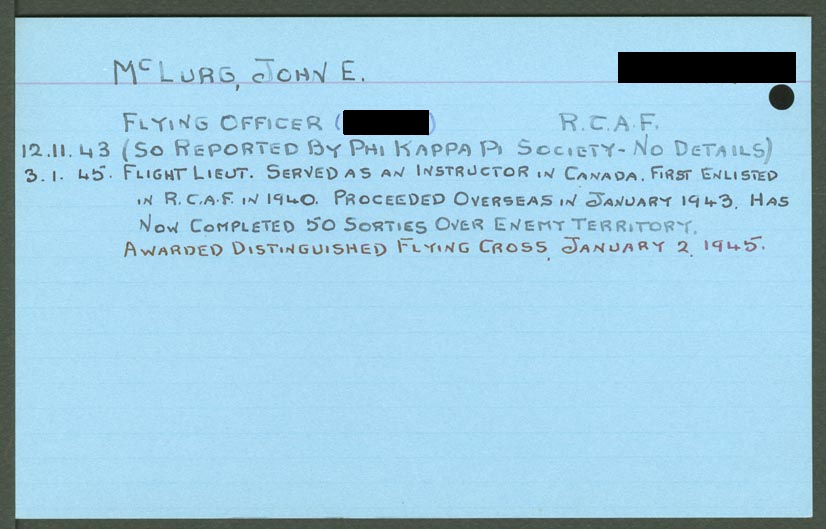 McLURG, JOHN E.
FLYING OFFICER ( ) R.C.A.F.
12.11.43 (SO REPORTED BY PHI KAPPA PI SOCIETY - NO DETAILS)
3.1.45. FLIGHT LIEUT. SERVED AS AN INSTRUCTOR IN CANADA. FIRST ENLISTED
IN R.C.A.F. IN 1940. PROCEEDED OVERSEAS IN JANUARY 1943. HAS
NOW COMPLETED 50 SORTIES OVER ENEMY TERRITORY.
AWARDED DISTINGUISHED FLYING CROSS, JANUARY 2, 1945.